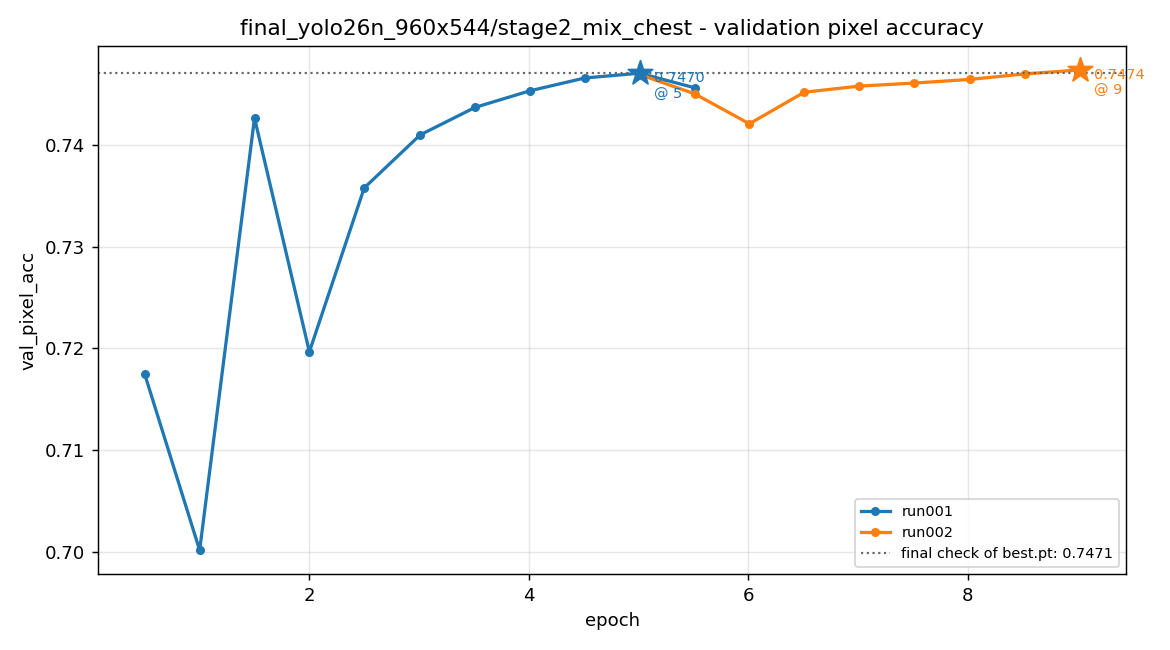 final_yolo26n_960x544/stage2_mix_chest - validation pixel accuracy
0.7470
@ 5
0.7474
@ 9
0.74
0.73
0.72
0.71
0.70
val_pixel_acc
run001
run002
final check of best.pt: 0.7471
2
4
6
8
epoch